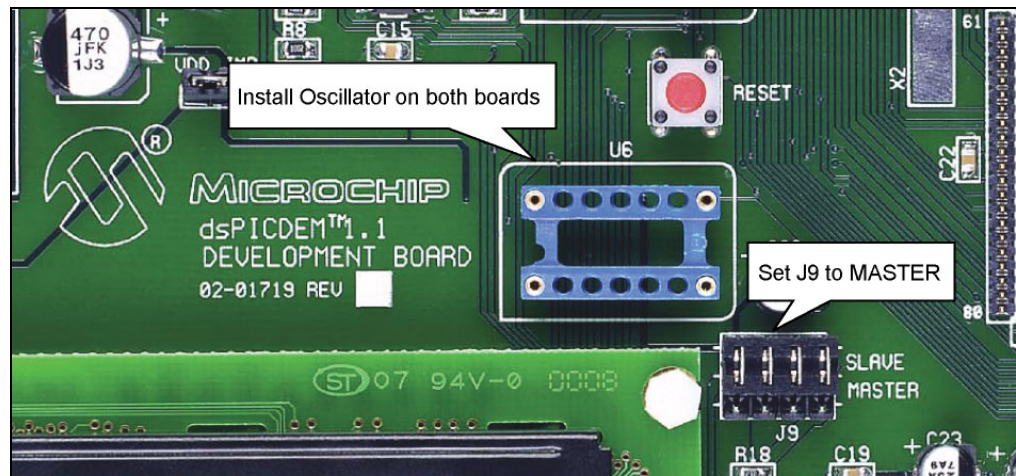 470
jFK
1J3
R8
C15
VDD
Install Oscillator on both boards
RESET
X2
61
U6
C22
®
MICROCHIP
dsPICDEM™1.1
DEVELOPMENT BOARD
02-01719 REV
Set J9 to MASTER
80
SLAVE
MASTER
J9
ST 07 94V-0 0008
R18
C19
C23
7A9